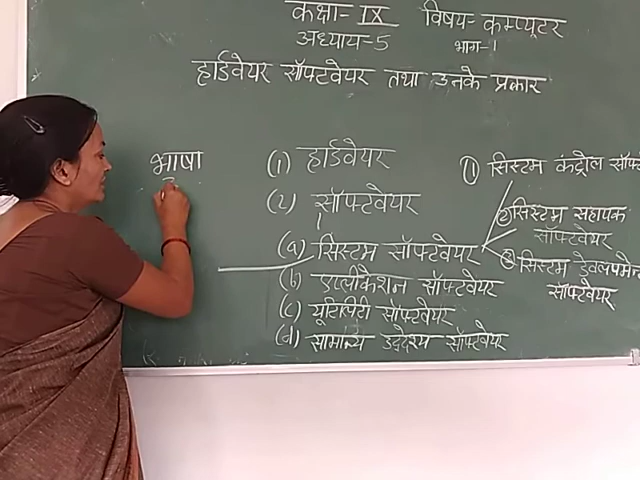 कक्षा- IX विषय- कम्प्यूटर
अध्याय-5 भाग-1
हार्डवेयर सॉफ्टवेयर तथा उनके प्रकार
भाषा
(1) हार्डवेयर
(2) सॉफ्टवेयर
(a) सिस्टम सॉफ्टवेयर
(b) एप्लीकेशन सॉफ्टवेयर
(c) यूटिलिटी सॉफ्टवेयर
(d) सामान्य उद्देश्य सॉफ्टवेयर
① सिस्टम कंट्रोल
② सिस्टम सहायक
सॉफ्टवेयर
③ सिस्टम
सॉफ्टवेयर